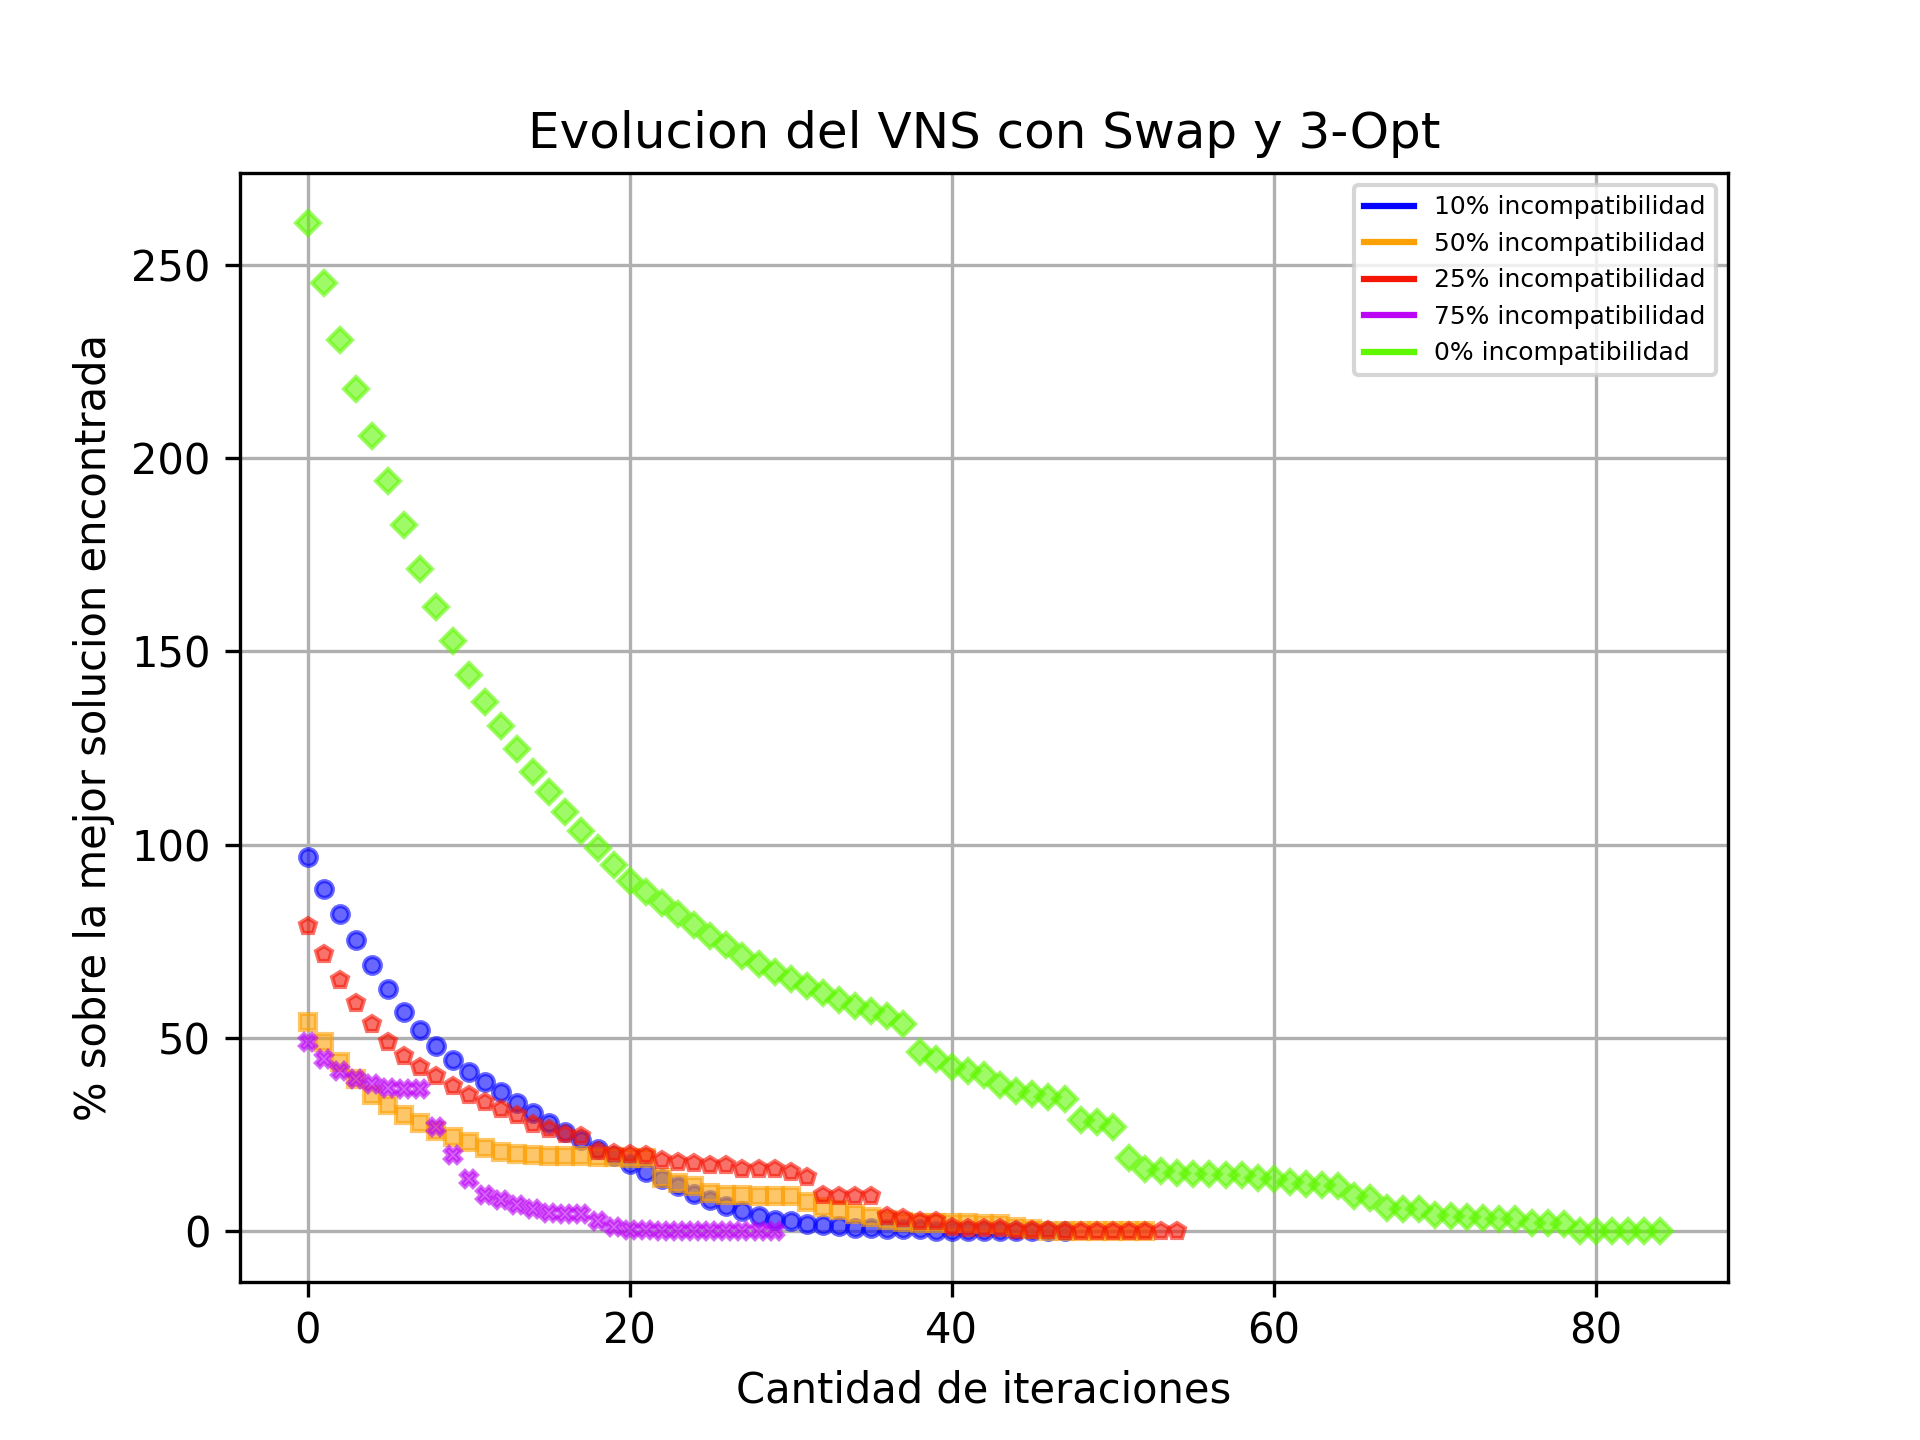 Evolucion del VNS con Swap y 3-Opt
10% incompatibilidad
50% incompatibilidad
25% incompatibilidad
75% incompatibilidad
0% incompatibilidad
% sobre la mejor solucion encontrada
250
200
150
100
50
0
0 20 40 60 80
Cantidad de iteraciones